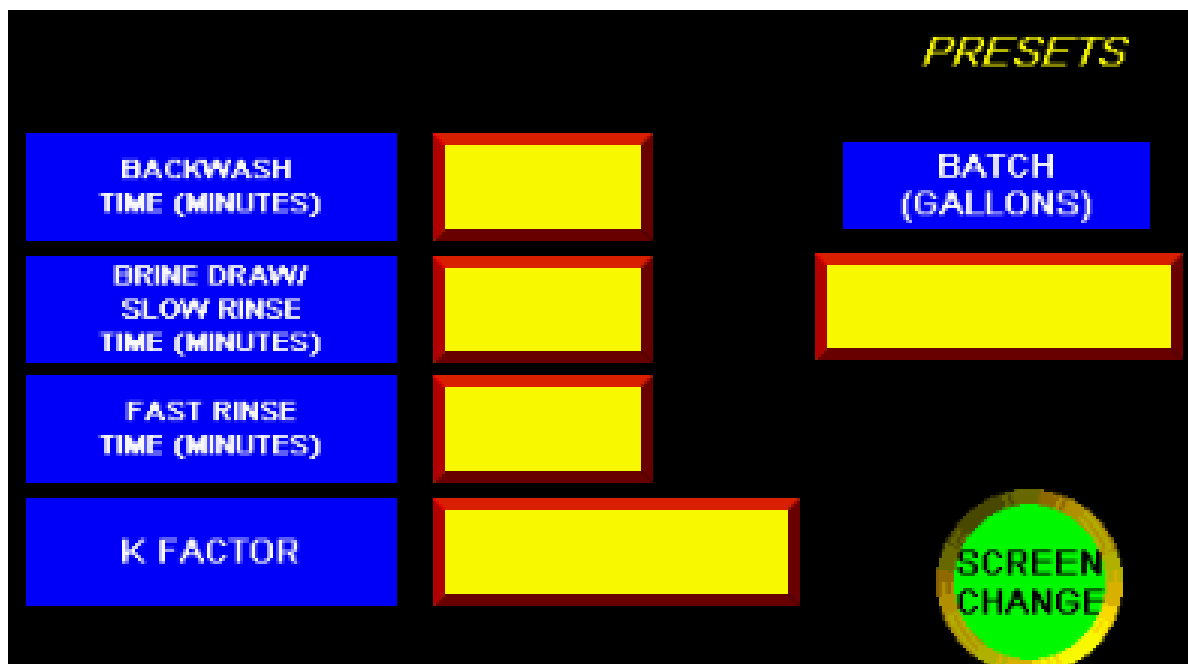 PRESETS
BACKWASH
TIME (MINUTES)
BATCH
(GALLONS)
BRINE DRAW/
SLOW RINSE
TIME (MINUTES)
FAST RINSE
TIME (MINUTES)
K FACTOR
SCREEN
CHANGE